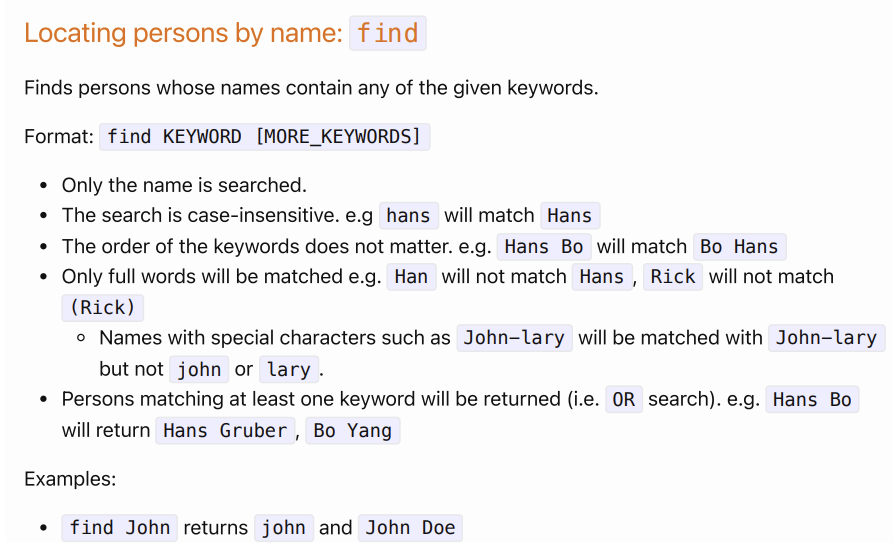 Locating persons by name: find
Finds persons whose names contain any of the given keywords.
Format: find KEYWORD [MORE_KEYWORDS]
• Only the name is searched.
• The search is case-insensitive. e.g hans will match Hans
• The order of the keywords does not matter. e.g. Hans Bo will match Bo Hans
• Only full words will be matched e.g. Han will not match Hans, Rick will not match
(Rick)
◦ Names with special characters such as John-lary will be matched with John-lary
but not john or lary.
• Persons matching at least one keyword will be returned (i.e. OR search). e.g. Hans Bo
will return Hans Gruber, Bo Yang
Examples:
• find John returns john and John Doe